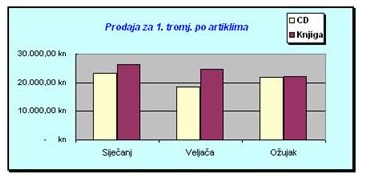 Prodaja za 1. tromj. po artiklima
CD
Knjiga
30.000,00 kn
20.000,00 kn
10.000,00 kn
- kn
Siječanj
Veljača
Ožujak